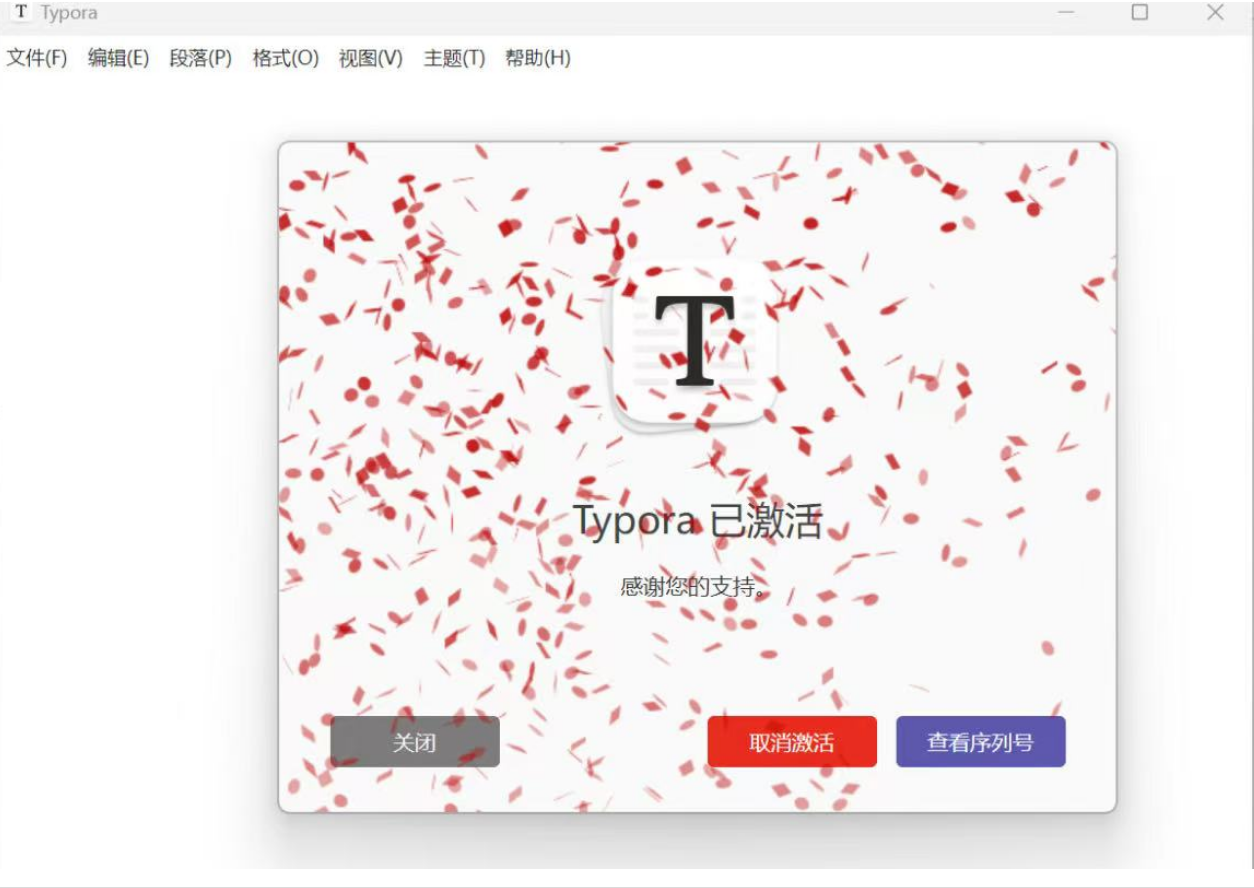 T Typora
文件(F) 编辑(E) 段落(P) 格式(O) 视图(V) 主题(T) 帮助(H)
T
Typora 已激活
感谢您的支持。
关闭 取消激活 查看序列号